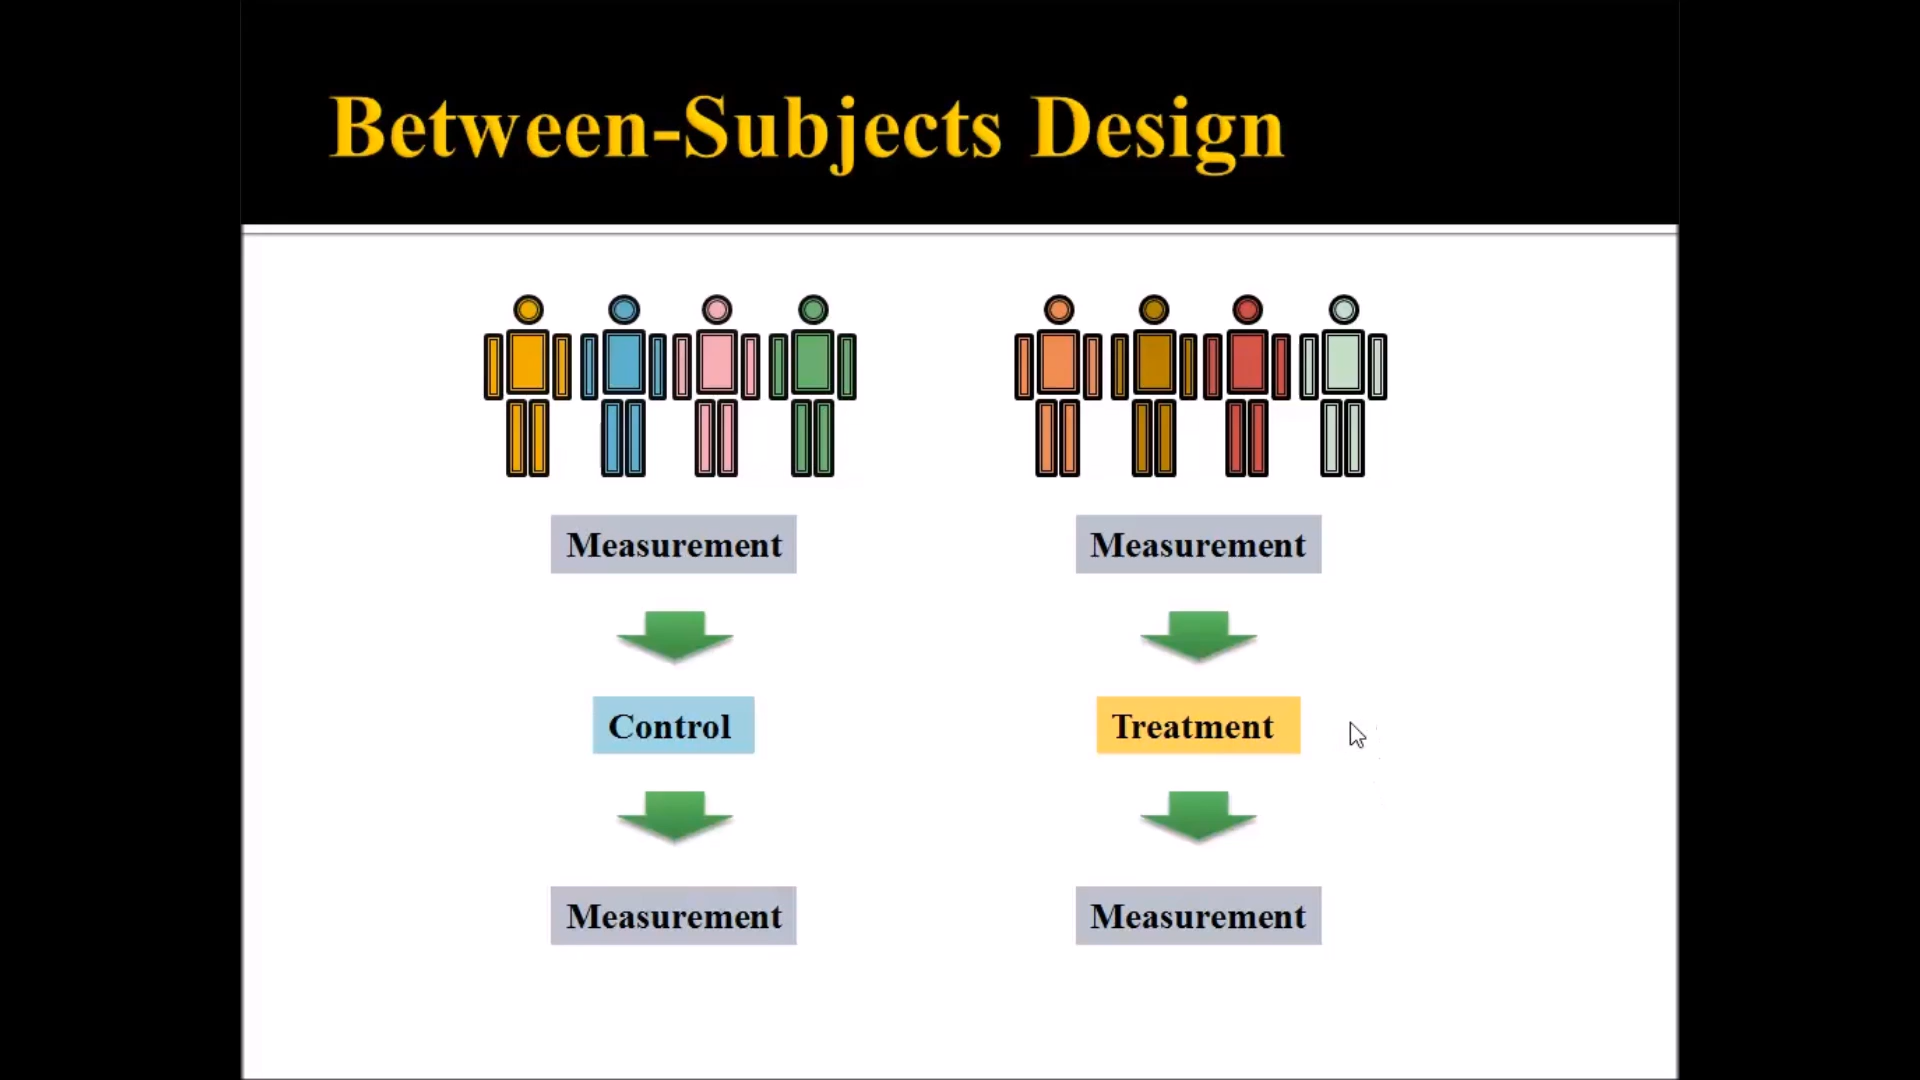 Between-Subjects Design
Measurement
Measurement
Control
Treatment
Measurement
Measurement